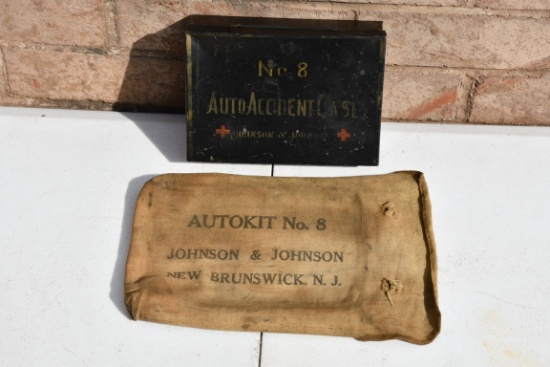 No. 8
AUTO ACCIDENT CASE
JOHNSON & JOHNSON
AUTOKIT No. 8
JOHNSON & JOHNSON
NEW BRUNSWICK, N. J.